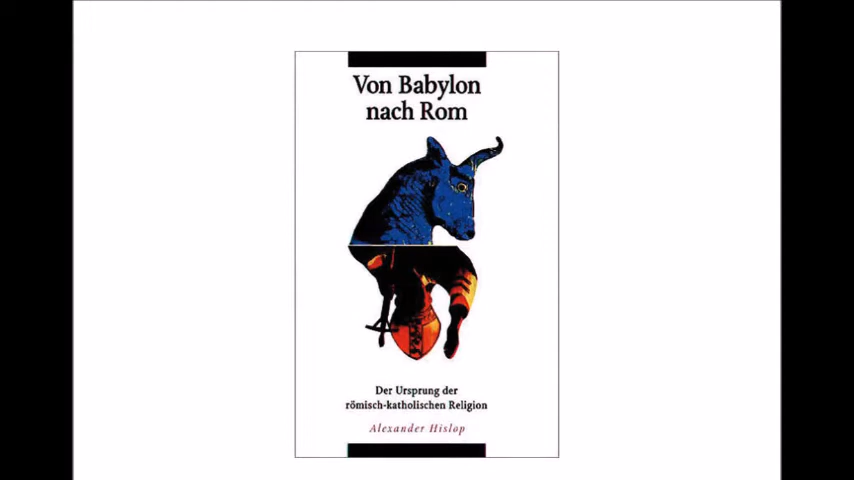 Von Babylon
nach Rom
Der Ursprung der
römisch-katholischen Religion
Alexander Hislop